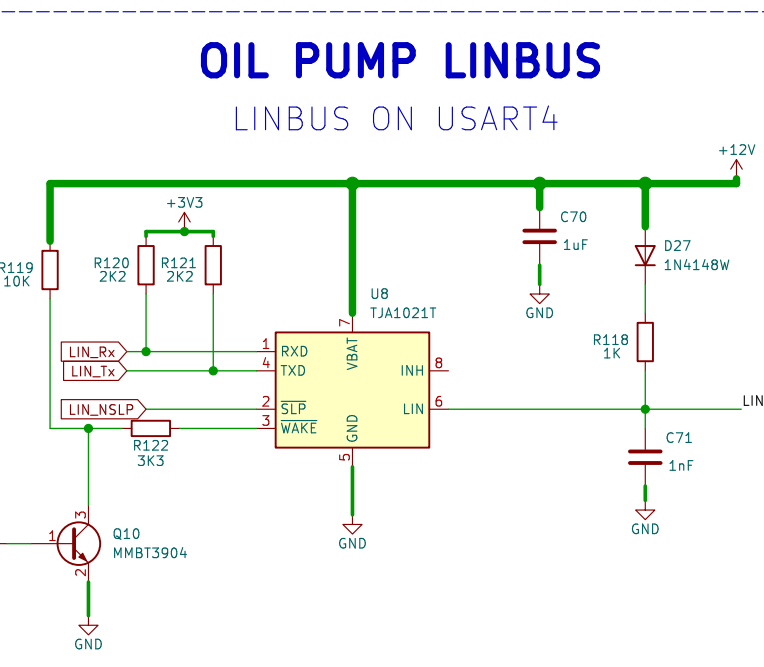 OIL PUMP LINBUS
LINBUS ON USART4
+12V
+3V3
C70
1uF
D27
1N4148W
R119
10K
R120
2K2
R121
2K2
GND
U8
TJA1021T
R118
1K
7
LIN_Rx
1
RXD
VBAT
LIN_Tx
4
TXD
INH
8
LIN_NSLP
2
SLP
LIN
6
LIN
3
WAKE
GND
R122
3K3
5
C71
1nF
GND
GND
3
1
Q10
MMBT3904
2
GND